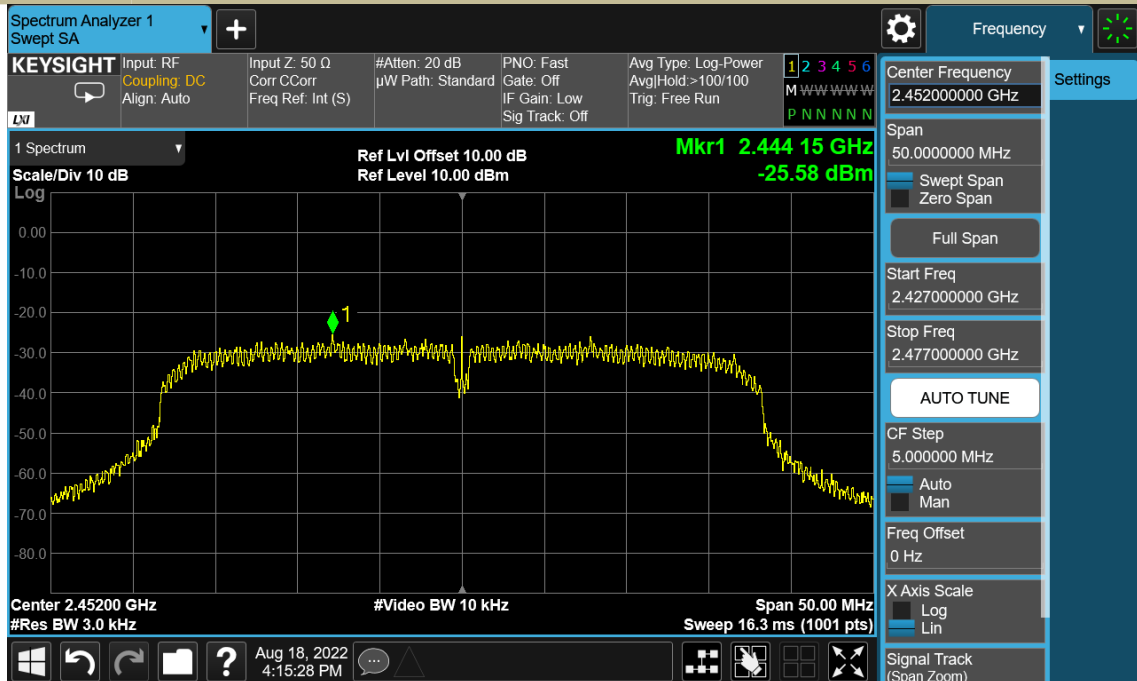 Spectrum Analyzer 1
Swept SA
Frequency
KEYSIGHT
LXI
Input: RF
Coupling: DC
Align: Auto
Input Z: 50 Ω
Corr CCorr
Freq Ref: Int (S)
#Atten: 20 dB
µW Path: Standard
PNO: Fast
Gate: Off
IF Gain: Low
Sig Track: Off
Avg Type: Log-Power
Avg|Hold:>100/100
Trig: Free Run
1 2 3 4 5 6
M W W W W W
P N N N N N
1 Spectrum
Scale/Div 10 dB
Log
Ref Lvl Offset 10.00 dB
Ref Level 10.00 dBm
Mkr1 2.444 15 GHz
-25.58 dBm
0.00
-10.0
-20.0
-30.0
-40.0
-50.0
-60.0
-70.0
-80.0
1
Center 2.45200 GHz
#Res BW 3.0 kHz
#Video BW 10 kHz
Span 50.00 MHz
Sweep 16.3 ms (1001 pts)
Aug 18, 2022
4:15:28 PM
Center Frequency
2.452000000 GHz
Settings
Span
50.0000000 MHz
Swept Span
Zero Span
Full Span
Start Freq
2.427000000 GHz
Stop Freq
2.477000000 GHz
AUTO TUNE
CF Step
5.000000 MHz
Auto
Man
Freq Offset
0 Hz
X Axis Scale
Log
Lin
Signal Track
(Span Zoom)